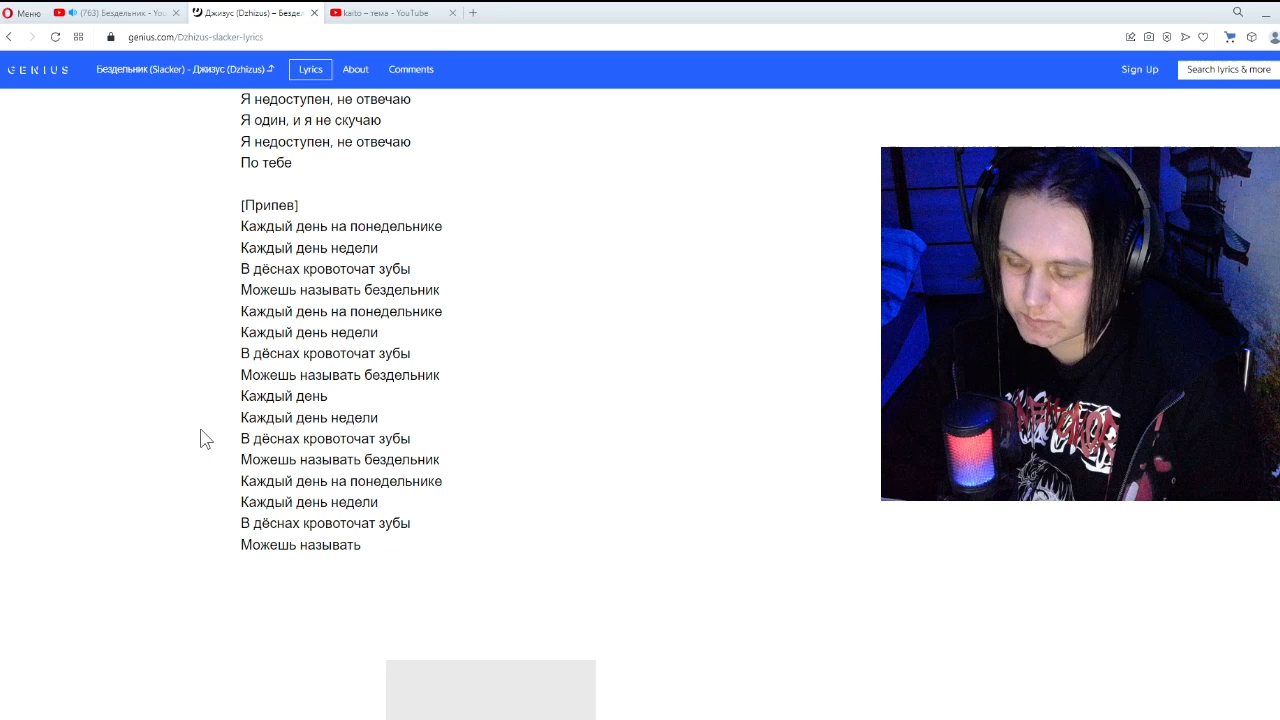 Меню
(763) Бездельник - You
Джизус (Dzhizus) – Бездел
kaito – тема - YouTube
genius.com/Dzhizus-slacker-lyrics
GENIUS
Бездельник (Slacker) - Джизус (Dzhizus)
Lyrics
About
Comments
Sign Up
Search lyrics & more
Я недоступен, не отвечаю
Я один, и я не скучаю
Я недоступен, не отвечаю
По тебе
[Припев]
Каждый день на понедельнике
Каждый день недели
В дёснах кровоточат зубы
Можешь называть бездельник
Каждый день на понедельнике
Каждый день недели
В дёснах кровоточат зубы
Можешь называть бездельник
Каждый день
Каждый день недели
В дёснах кровоточат зубы
Можешь называть бездельник
Каждый день на понедельнике
Каждый день недели
В дёснах кровоточат зубы
Можешь называть